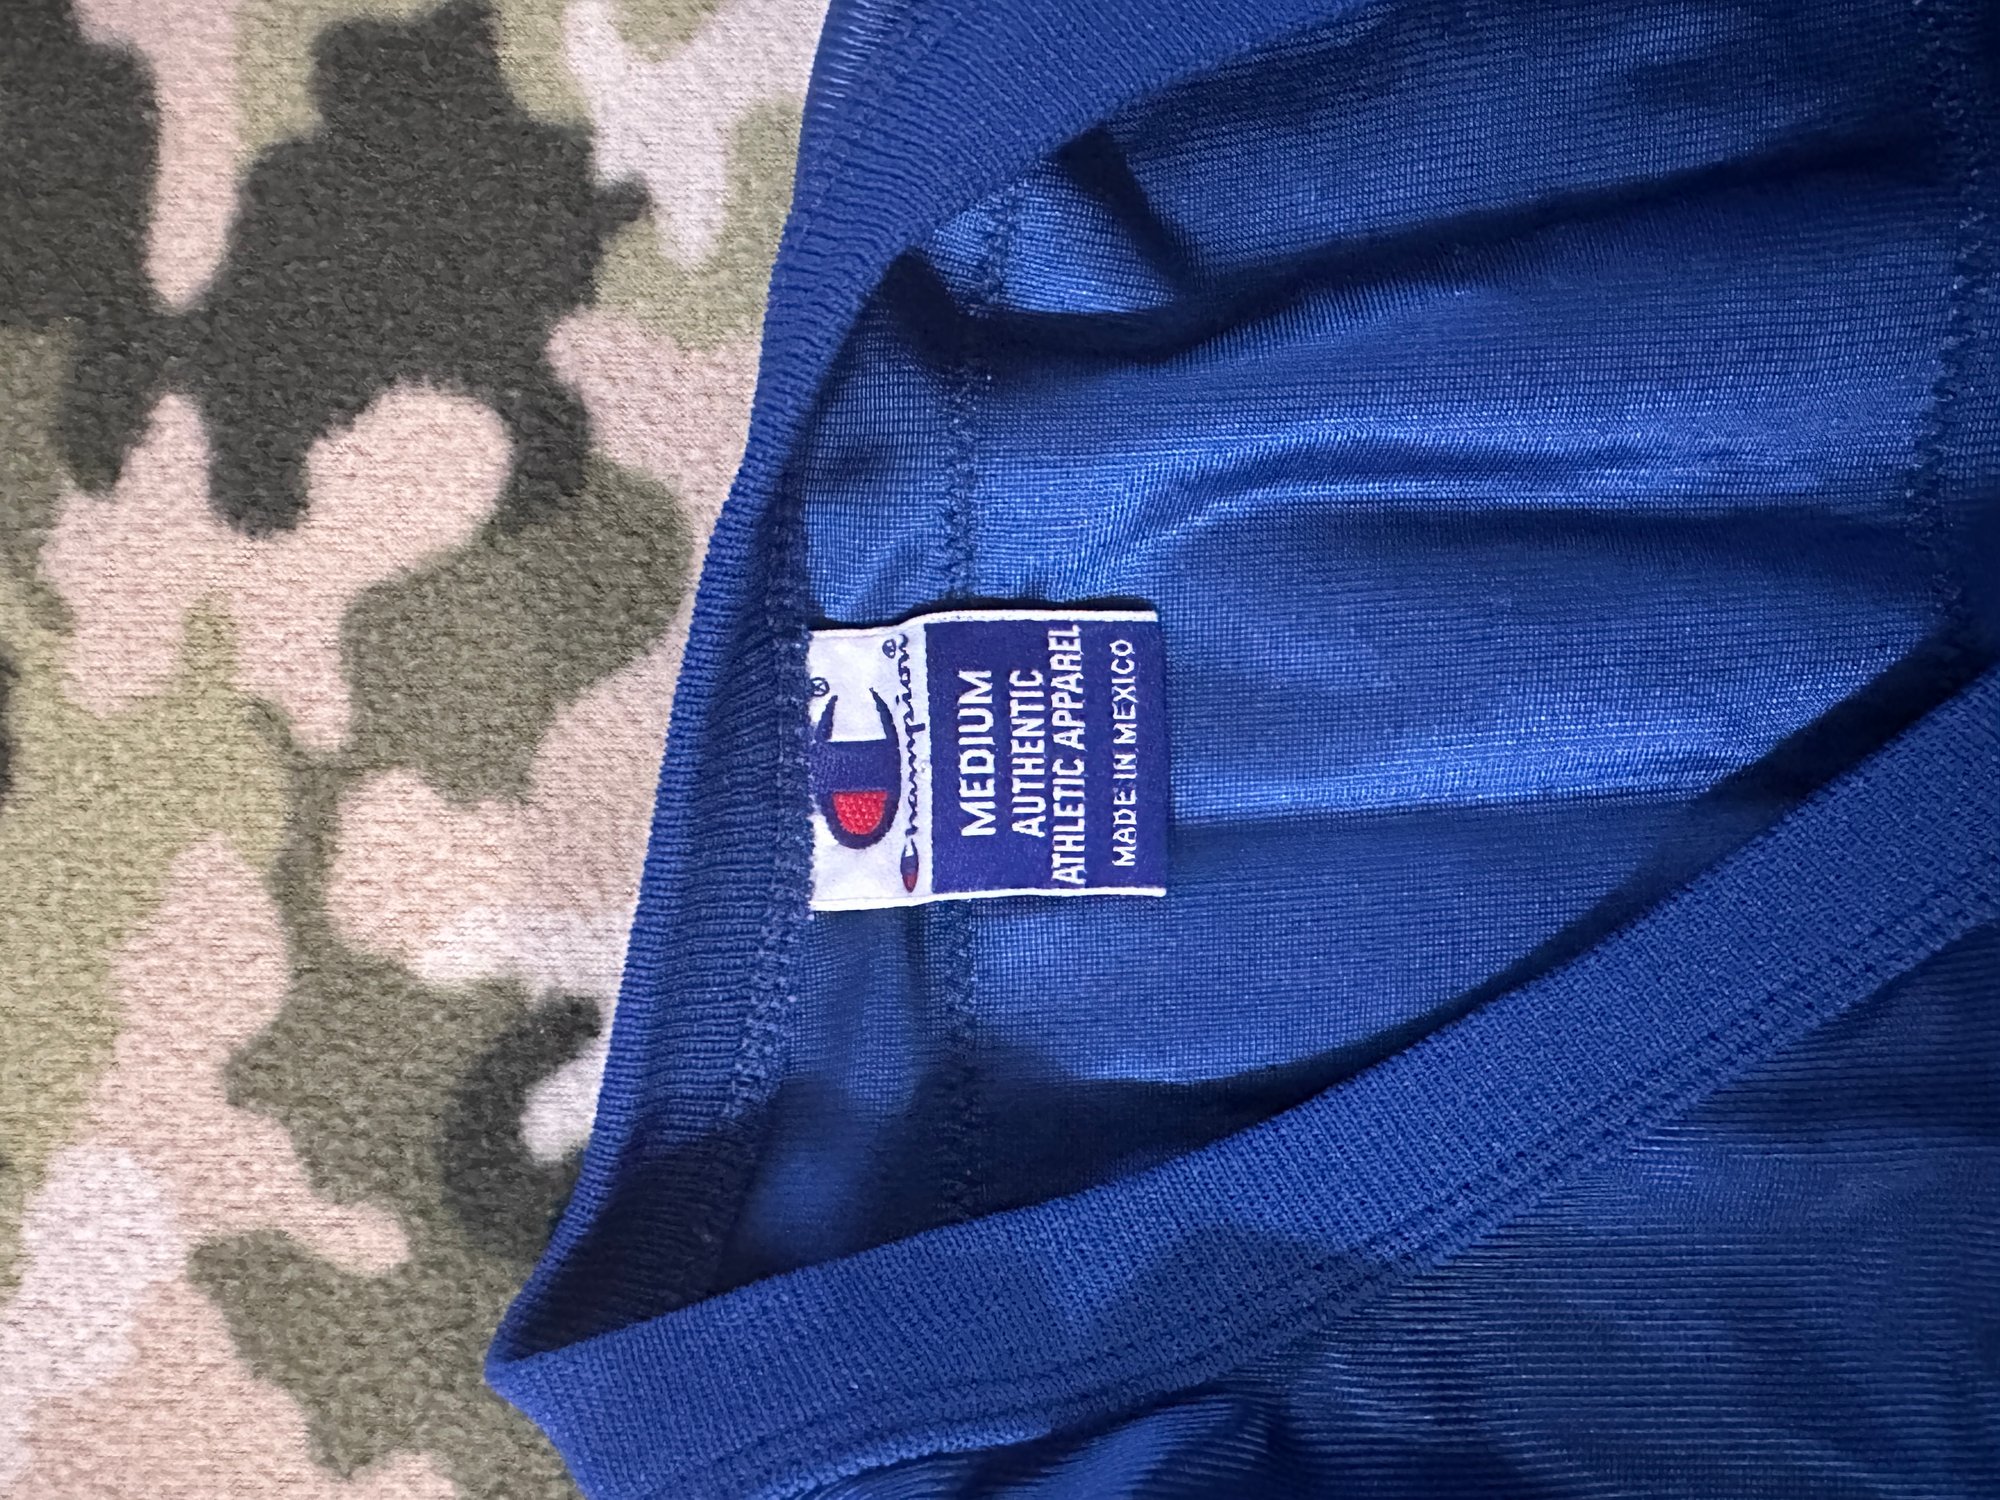 Champion®
MEDIUM
AUTHENTIC
ATHLETIC APPAREL
MADE IN MEXICO